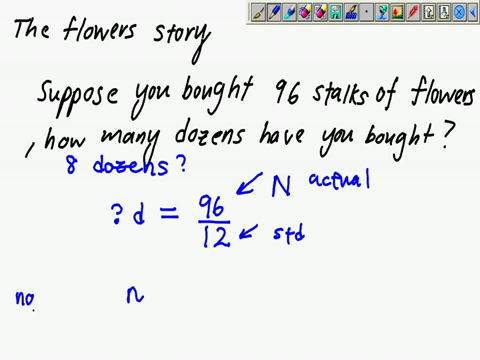 The flowers story
Suppose you bought 96 stalks of flowers
, how many dozens have you bought?
8 dozens?
? d = 96/12
N actual
std
no. n